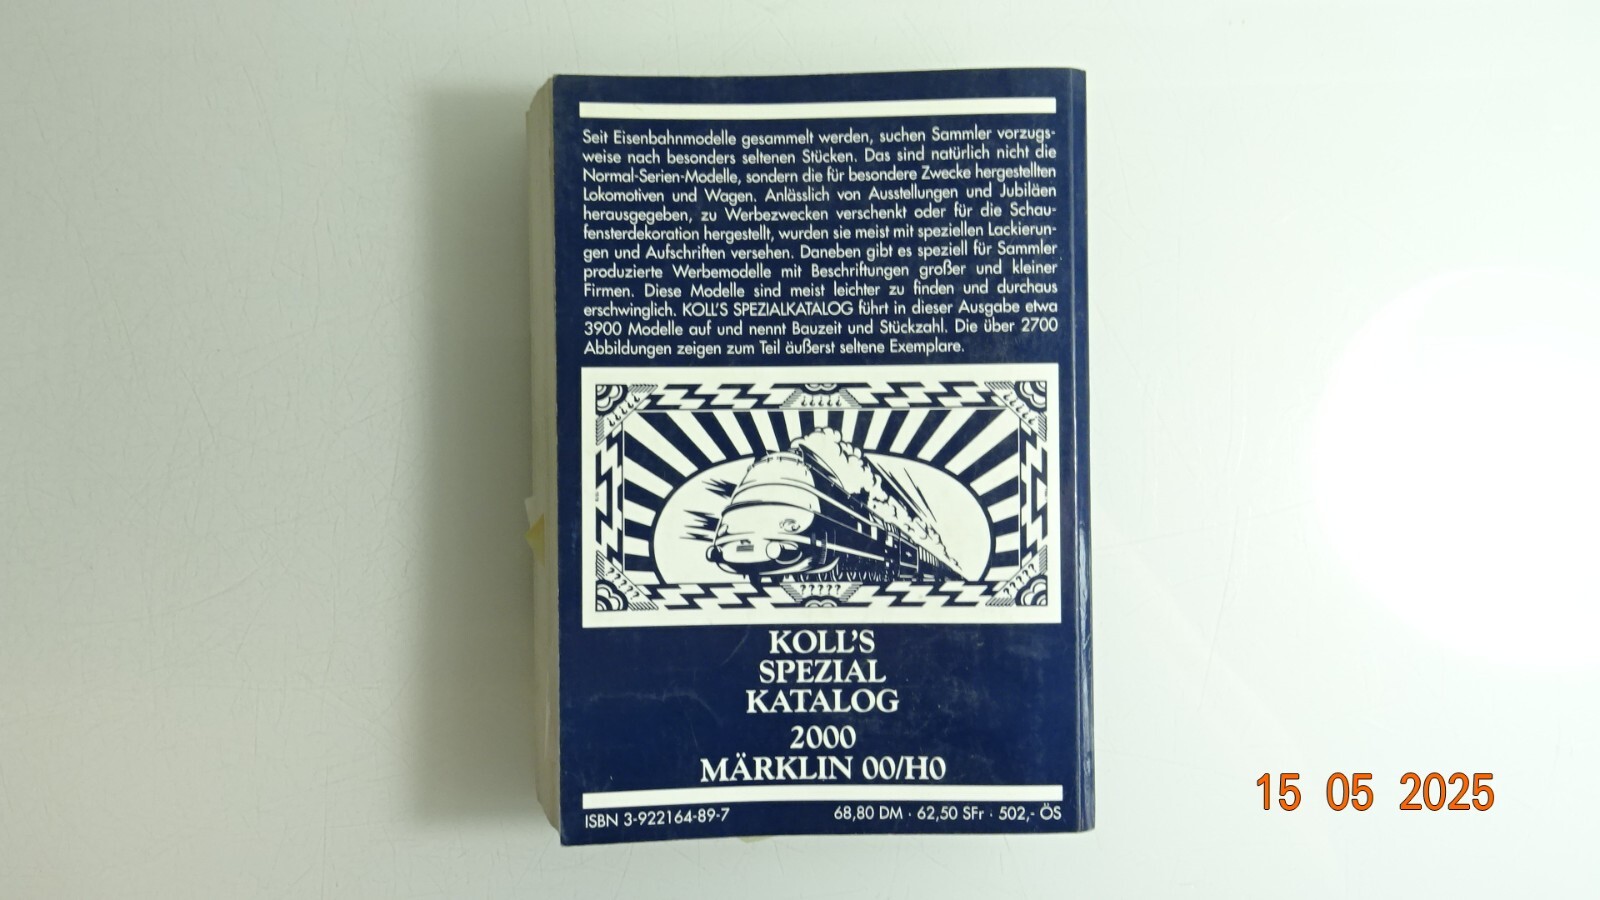 Seit Eisenbahnmodelle gesammelt werden, suchen Sammler vorzugs-
weise nach besonders seltenen Stücken. Das sind natürlich nicht die
Normal-Serien-Modelle, sondern die für besondere Zwecke hergestellten
Lokomotiven und Wagen. Anlässlich von Ausstellungen und Jubiläen
herausgegeben, zu Werbezwecken verschenkt oder für die Schau-
fensterdekoration hergestellt, wurden sie meist mit speziellen Lackierun-
gen und Aufschriften versehen. Daneben gibt es speziell für Sammler
produzierte Werbemodelle mit Beschriftungen großer und kleiner
Firmen. Diese Modelle sind meist leichter zu finden und durchaus
erschwinglich. KOLL'S SPEZIALKATALOG führt in dieser Ausgabe etwa
3900 Modelle auf und nennt Bauzeit und Stückzahl. Die über 2700
Abbildungen zeigen zum Teil äußerst seltene Exemplare.
KOLL'S
SPEZIAL
KATALOG
2000
MÄRKLIN 00/H0
ISBN 3-922164-89-7 68,80 DM · 62,50 SFr · 502,- ÖS
15 05 2025